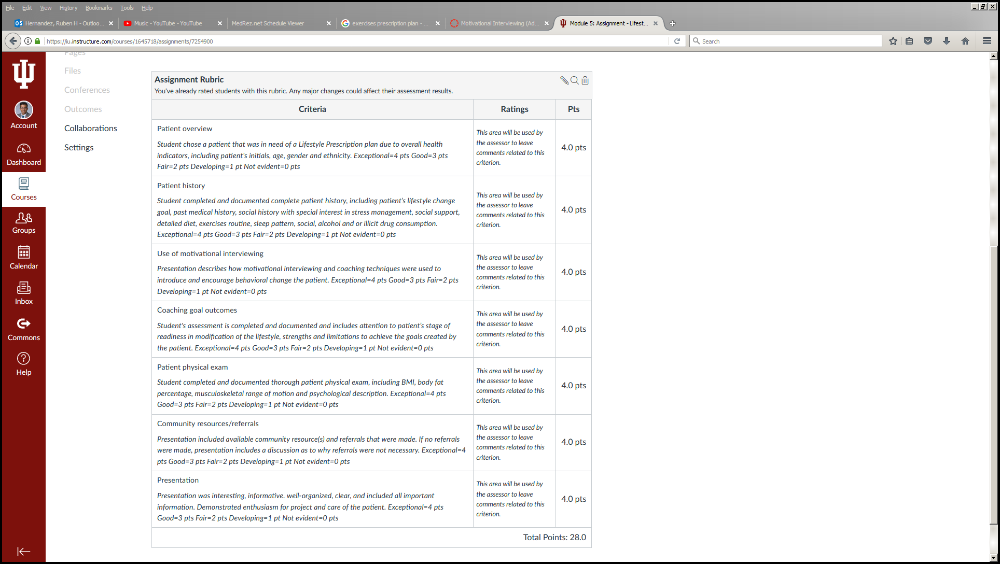 File Edit View History Bookmarks Tools Help
Hernandez, Ruben H - Outloo...
Music - YouTube - YouTube
MedRez.net Schedule Viewer
exercises prescription plan - ...
Motivational Interviewing (Ad...
Module 5: Assignment - Lifest...
https://iu.instructure.com/courses/1645718/assignments/7254900
Search
Account
Dashboard
Courses
Groups
Calendar
Inbox
Commons
Help
Pages
Files
Conferences
Outcomes
Collaborations
Settings
Assignment Rubric
You've already rated students with this rubric. Any major changes could affect their assessment results.
Criteria Ratings Pts
Patient overview
Student chose a patient that was in need of a Lifestyle Prescription plan due to overall health
indicators, including patient's initials, age, gender and ethnicity. Exceptional=4 pts Good=3 pts
Fair=2 pts Developing=1 pt Not evident=0 pts
This area will be used by
the assessor to leave
comments related to this
criterion.
4.0 pts
Patient history
Student completed and documented complete patient history, including patient's lifestyle change
goal, past medical history, social history with special interest in stress management, social support,
detailed diet, exercises routine, sleep pattern, social, alcohol and or illicit drug consumption.
Exceptional=4 pts Good=3 pts Fair=2 pts Developing=1 pt Not evident=0 pts
This area will be used by
the assessor to leave
comments related to this
criterion.
4.0 pts
Use of motivational interviewing
Presentation describes how motivational interviewing and coaching techniques were used to
introduce and encourage behavioral change the patient. Exceptional=4 pts Good=3 pts Fair=2 pts
Developing=1 pt Not evident=0 pts
This area will be used by
the assessor to leave
comments related to this
criterion.
4.0 pts
Coaching goal outcomes
Student's assessment is completed and documented and includes attention to patient's stage of
readiness in modification of the lifestyle, strengths and limitations to achieve the goals created by
the patient. Exceptional=4 pts Good=3 pts Fair=2 pts Developing=1 pt Not evident=0 pts
This area will be used by
the assessor to leave
comments related to this
criterion.
4.0 pts
Patient physical exam
Student completed and documented thorough patient physical exam, including BMI, body fat
percentage, musculoskeletal range of motion and psychological description. Exceptional=4 pts
Good=3 pts Fair=2 pts Developing=1 pt Not evident=0 pts
This area will be used by
the assessor to leave
comments related to this
criterion.
4.0 pts
Community resources/referrals
Presentation included available community resource(s) and referrals that were made. If no referrals
were made, presentation includes a discussion as to why referrals were not necessary. Exceptional=4
pts Good=3 pts Fair=2 pts Developing=1 pt Not evident=0 pts
This area will be used by
the assessor to leave
comments related to this
criterion.
4.0 pts
Presentation
Presentation was interesting, informative. well-organized, clear, and included all important
information. Demonstrated enthusiasm for project and care of the patient. Exceptional=4 pts
Good=3 pts Fair=2 pts Developing=1 pt Not evident=0 pts
This area will be used by
the assessor to leave
comments related to this
criterion.
4.0 pts
Total Points: 28.0